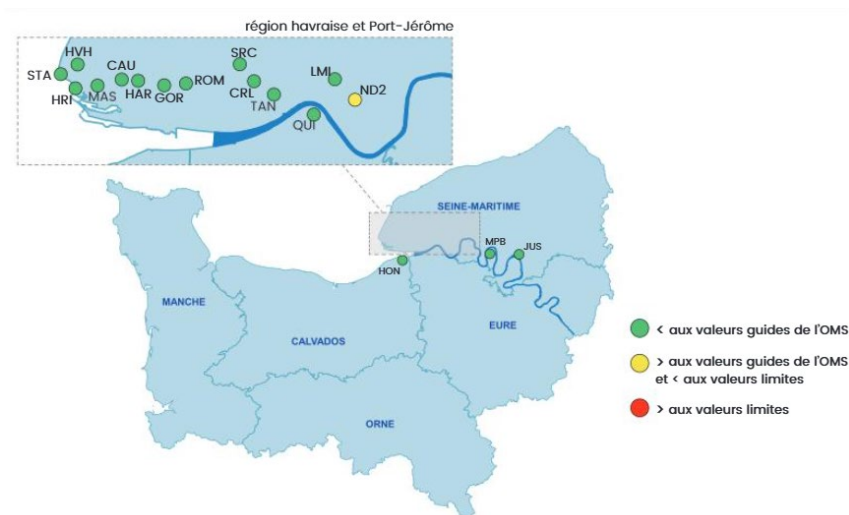 région havraise et Port-Jérôme
HVH
SRC
STA
CAU
LMI
ND2
HRI
MAS
HAR
GOR
ROM
CRL
TAN
QUI
SEINE-MARITIME
MPB
JUS
HON
MANCHE
CALVADOS
EURE
ORNE
< aux valeurs guides de l'OMS
> aux valeurs guides de l'OMS
et < aux valeurs limites
> aux valeurs limites